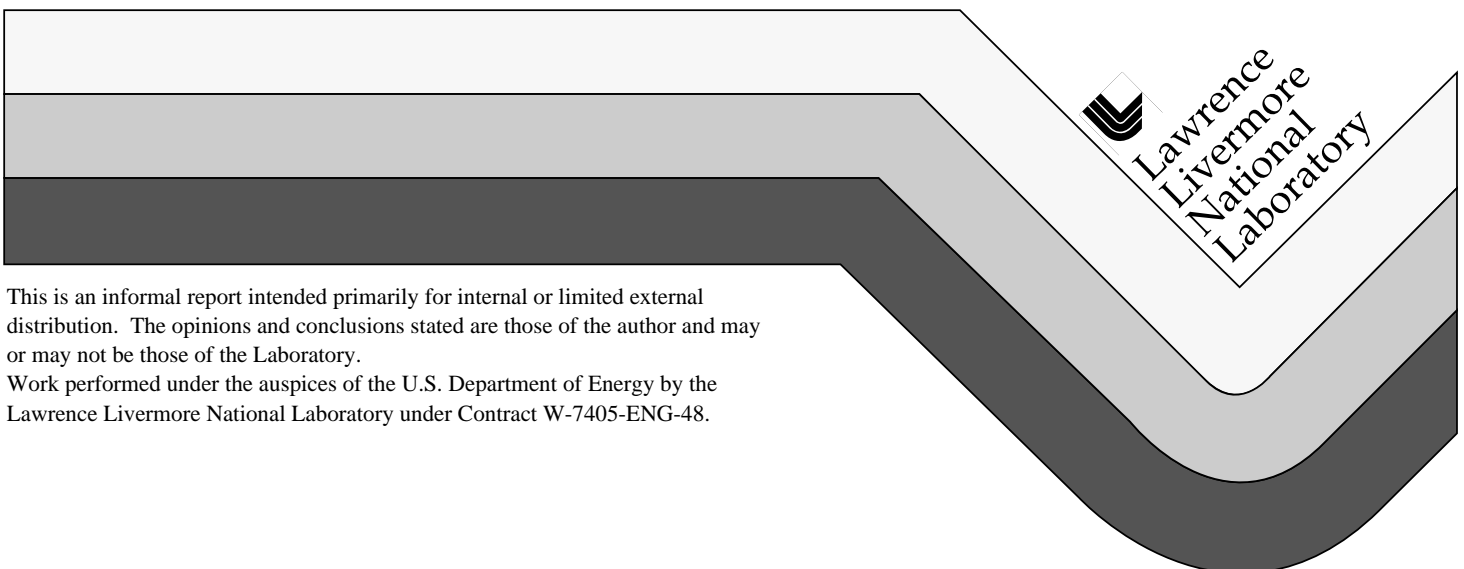 Lawrence
Livermore
National
Laboratory
This is an informal report intended primarily for internal or limited external
distribution.  The opinions and conclusions stated are those of the author and may
or may not be those of the Laboratory.
Work performed under the auspices of the U.S. Department of Energy by the
Lawrence Livermore National Laboratory under Contract W-7405-ENG-48.